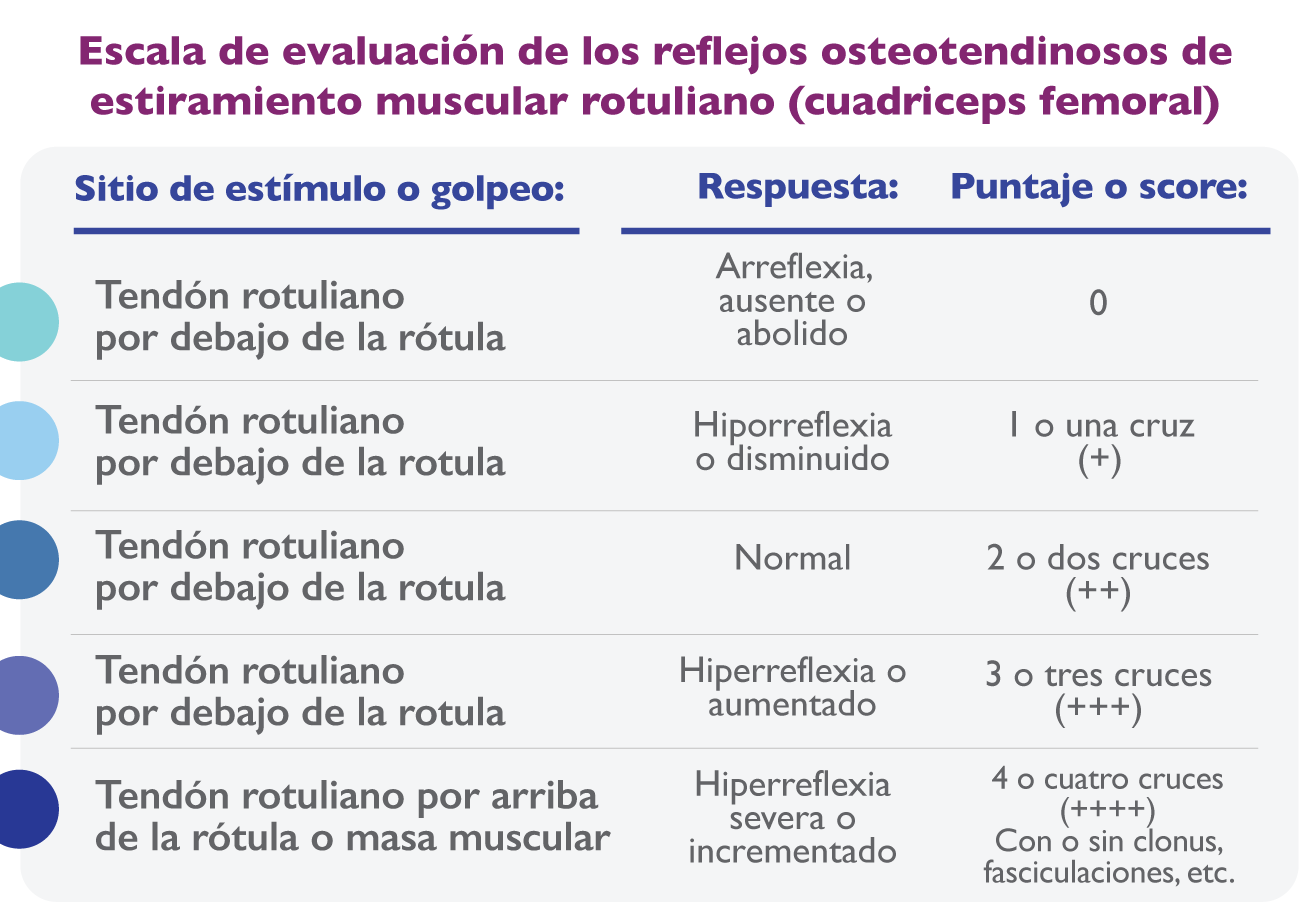 Escala de evaluación de los reflejos osteotendinosos de
estiramiento muscular rotuliano (cuadriceps femoral)
Sitio de estímulo o golpeo:
Respuesta:
Puntaje o score:
Tendón rotuliano
por debajo de la rótula
Arreflexia,
ausente o
abolido
0
Tendón rotuliano
por debajo de la rotula
Hiporreflexia
o disminuido
1 o una cruz
(+)
Tendón rotuliano
por debajo de la rotula
Normal
2 o dos cruces
(++)
Tendón rotuliano
por debajo de la rotula
Hiperreflexia o
aumentado
3 o tres cruces
(+++)
Tendón rotuliano por arriba
de la rótula o masa muscular
Hiperreflexia
severa o
incrementado
4 o cuatro cruces
(++++)
Con o sin clonus,
fasciculaciones, etc.